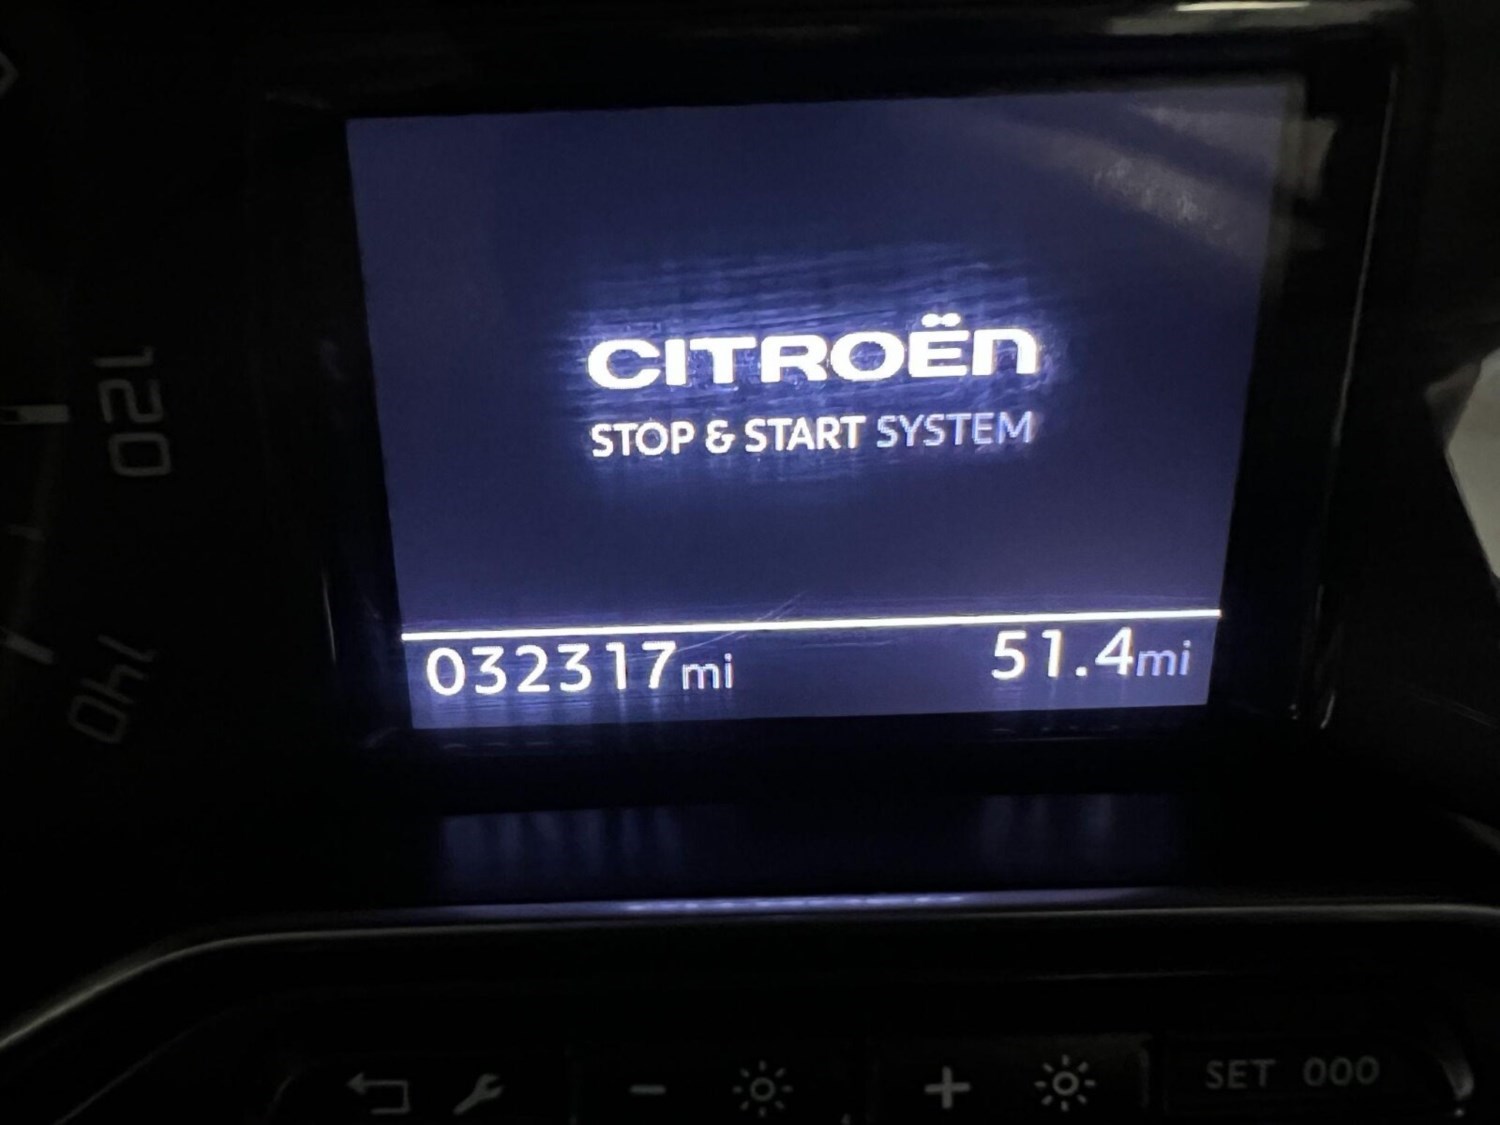 CITROËN
STOP & START SYSTEM
032317mi 51.4mi
120
140
SET 000